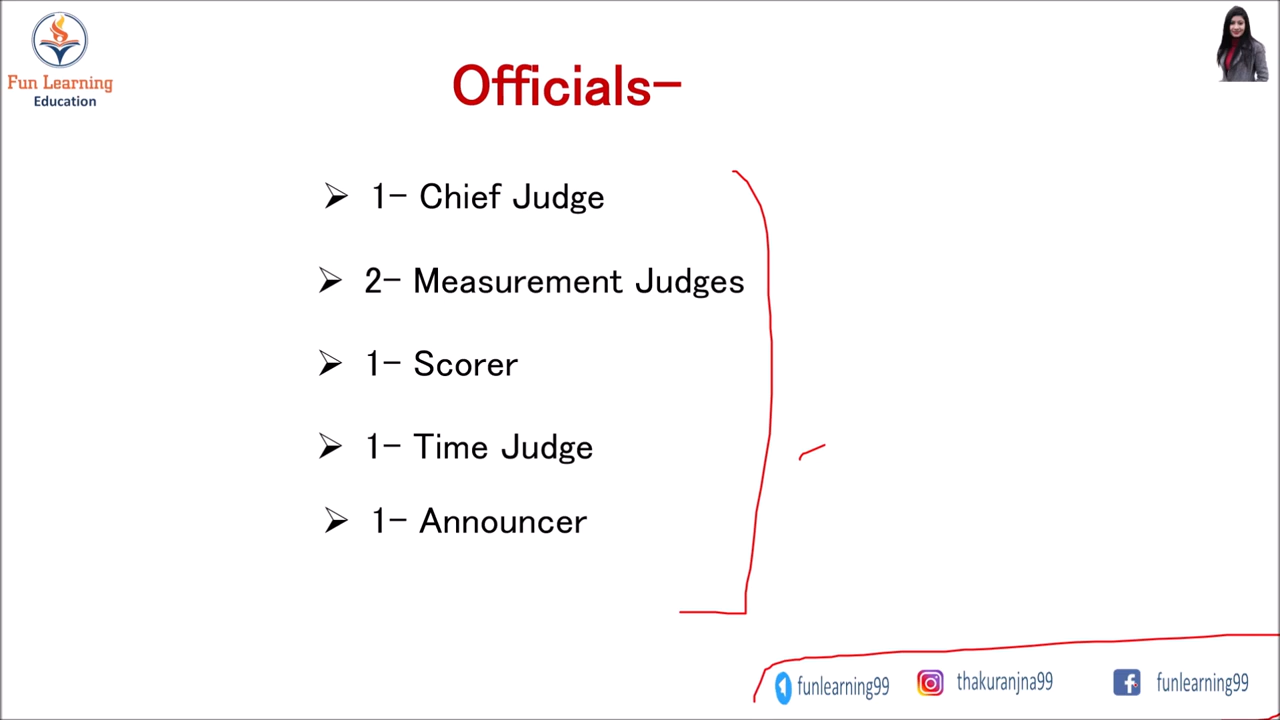 Fun Learning
Education
Officials-
➢ 1- Chief Judge
➢ 2- Measurement Judges
➢ 1- Scorer
➢ 1- Time Judge
➢ 1- Announcer
funlearning99 thakuranjna99 funlearning99